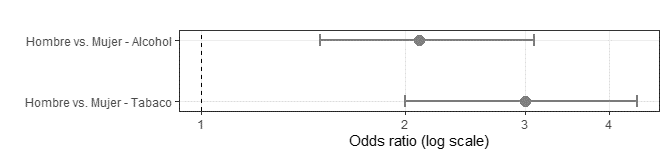 Hombre vs. Mujer - Alcohol
Hombre vs. Mujer - Tabaco
1 2 3 4
Odds ratio (log scale)